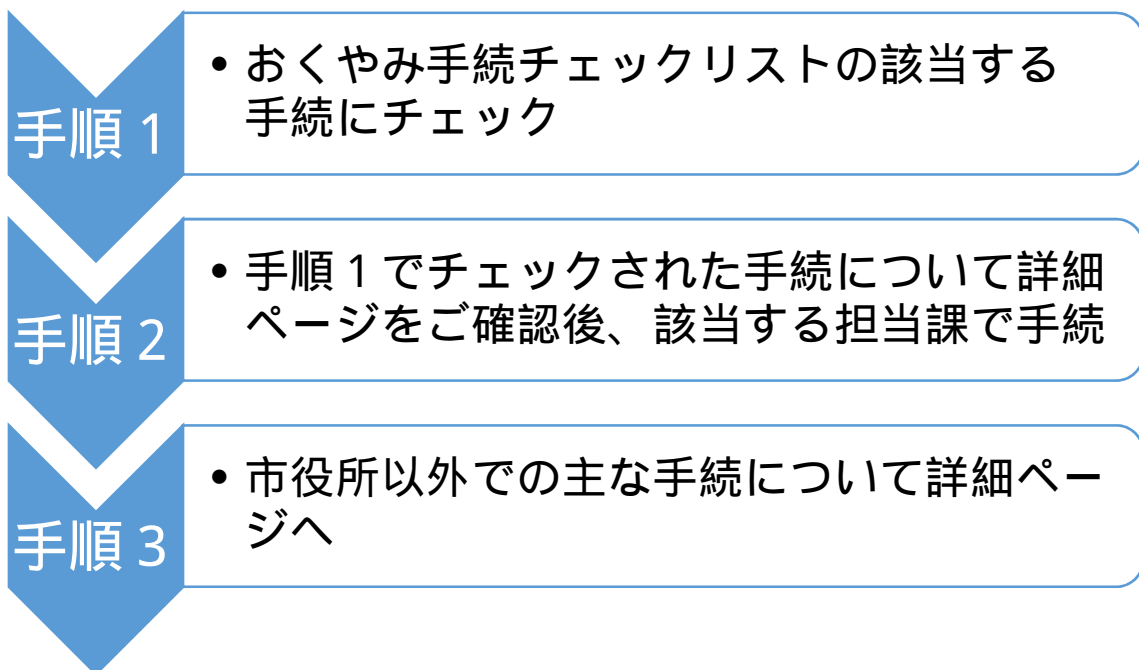 手順1
• おくやみ手続チェックリストの該当する
手続にチェック
手順2
• 手順1でチェックされた手続について詳細
ページをご確認後、該当する担当課で手続
手順3
• 市役所以外での主な手続について詳細ペー
ジへ